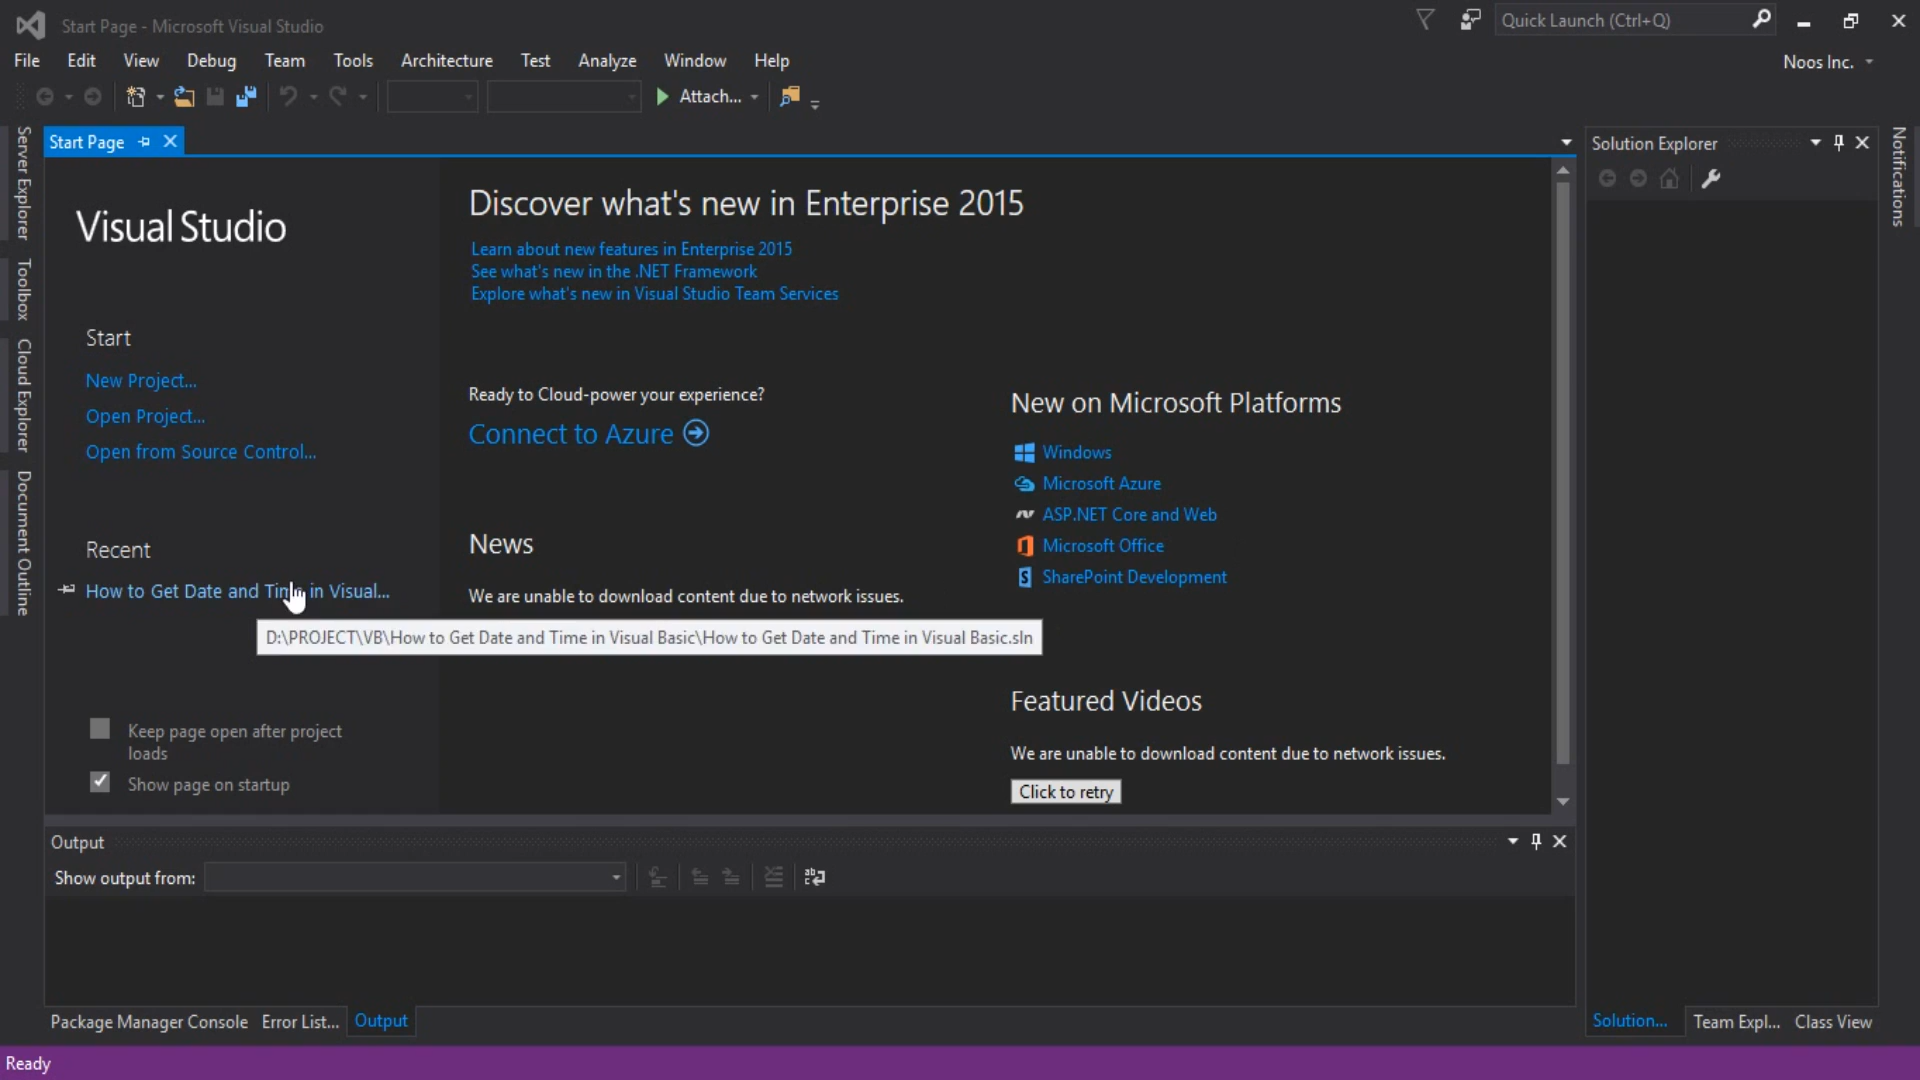 Start Page - Microsoft Visual Studio
Quick Launch (Ctrl+Q)
File Edit View Debug Team Tools Architecture Test Analyze Window Help
Noos Inc.
Attach...
Server Explorer
Toolbox
Cloud Explorer
Document Outline
Start Page
Visual Studio
Start
New Project...
Open Project...
Open from Source Control...
Recent
How to Get Date and Time in Visual...
D:\PROJECT\VB\How to Get Date and Time in Visual Basic\How to Get Date and Time in Visual Basic.sln
Keep page open after project
loads
Show page on startup
Discover what's new in Enterprise 2015
Learn about new features in Enterprise 2015
See what's new in the .NET Framework
Explore what's new in Visual Studio Team Services
Ready to Cloud-power your experience?
Connect to Azure
News
We are unable to download content due to network issues.
New on Microsoft Platforms
Windows
Microsoft Azure
ASP.NET Core and Web
Microsoft Office
SharePoint Development
Featured Videos
We are unable to download content due to network issues.
Click to retry
Solution Explorer
Notifications
Output
Show output from:
Package Manager Console Error List... Output
Solution... Team Expl... Class View
Ready